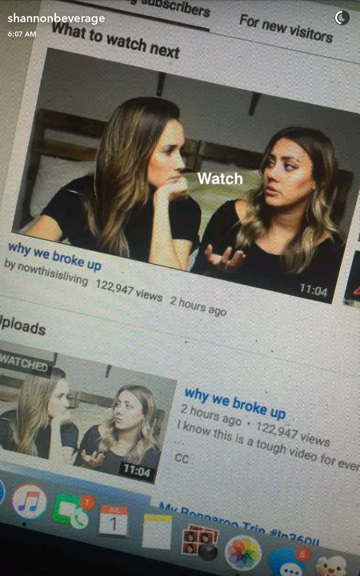 shannonbeverage
6:07 AM
subscribers
For new visitors
What to watch next
Watch
11:04
why we broke up
by nowthisisliving 122,947 views 2 hours ago
Uploads
WATCHED
11:04
why we broke up
2 hours ago • 122,947 views
I know this is a tough video for ever
...
CC
My Bonnaroo Trip #In360||
1
JUL
1
6